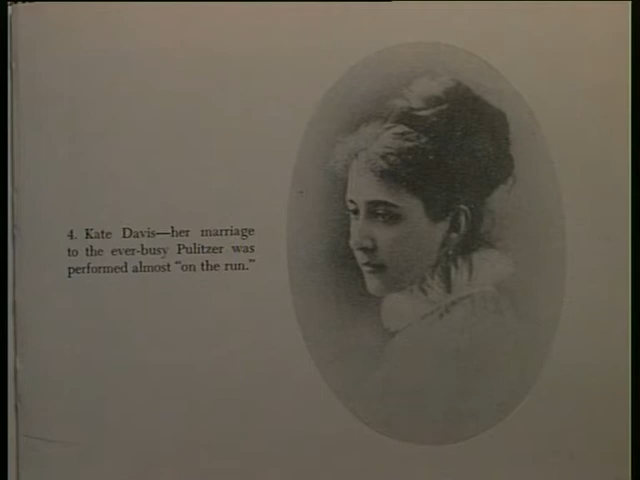 4. Kate Davis—her marriage
to the ever-busy Pulitzer was
performed almost "on the run."